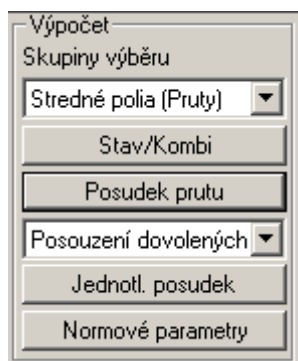 Výpočet
Skupiny výběru
Stredné polia (Pruty)
Stav/Kombi
Posudek prutu
Posouzení dovolených
Jednotl. posudek
Normové parametry